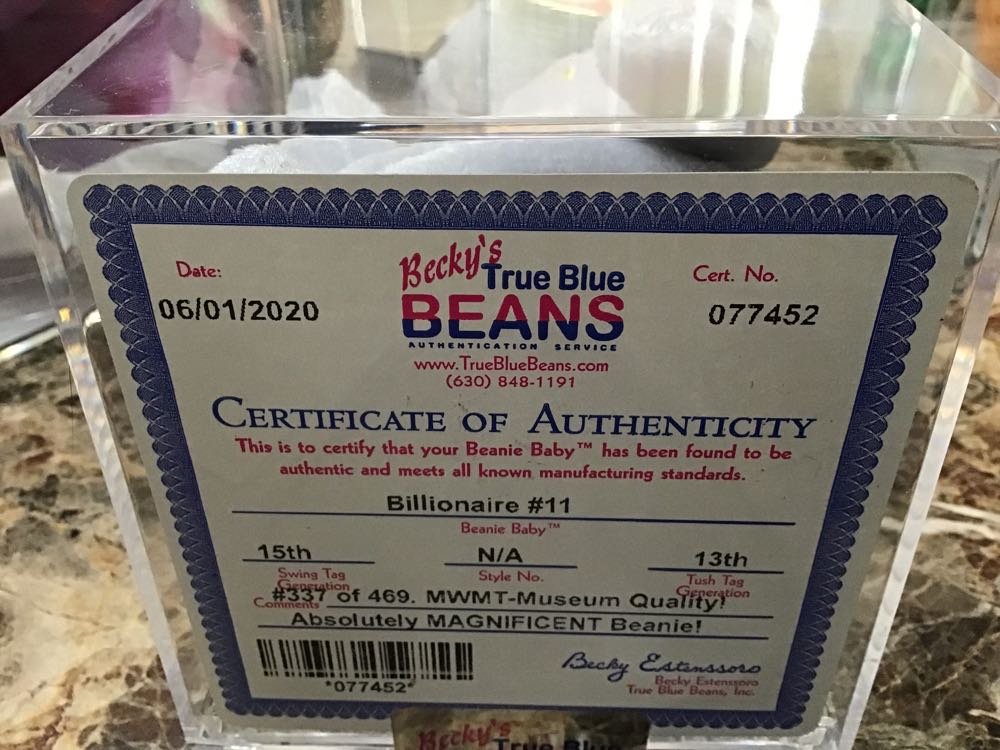 Date:
06/01/2020
Becky's
True Blue
BEANS
AUTHENTICATION SERVICE
www.TrueBlueBeans.com
(630) 848-1191
Cert. No.
077452
CERTIFICATE OF AUTHENTICITY
This is to certify that your Beanie Baby™ has been found to be
authentic and meets all known manufacturing standards.
Billionaire #11
Beanie Baby™
15th
Swing Tag
Generation
N/A
Style No.
13th
Tush Tag
Generation
Comments
#337 of 469. MWMT-Museum Quality!
Absolutely MAGNIFICENT Beanie!
*077452*
Becky Estenssoro
Becky Estenssoro
True Blue Beans, Inc.
Becky's
True Blue